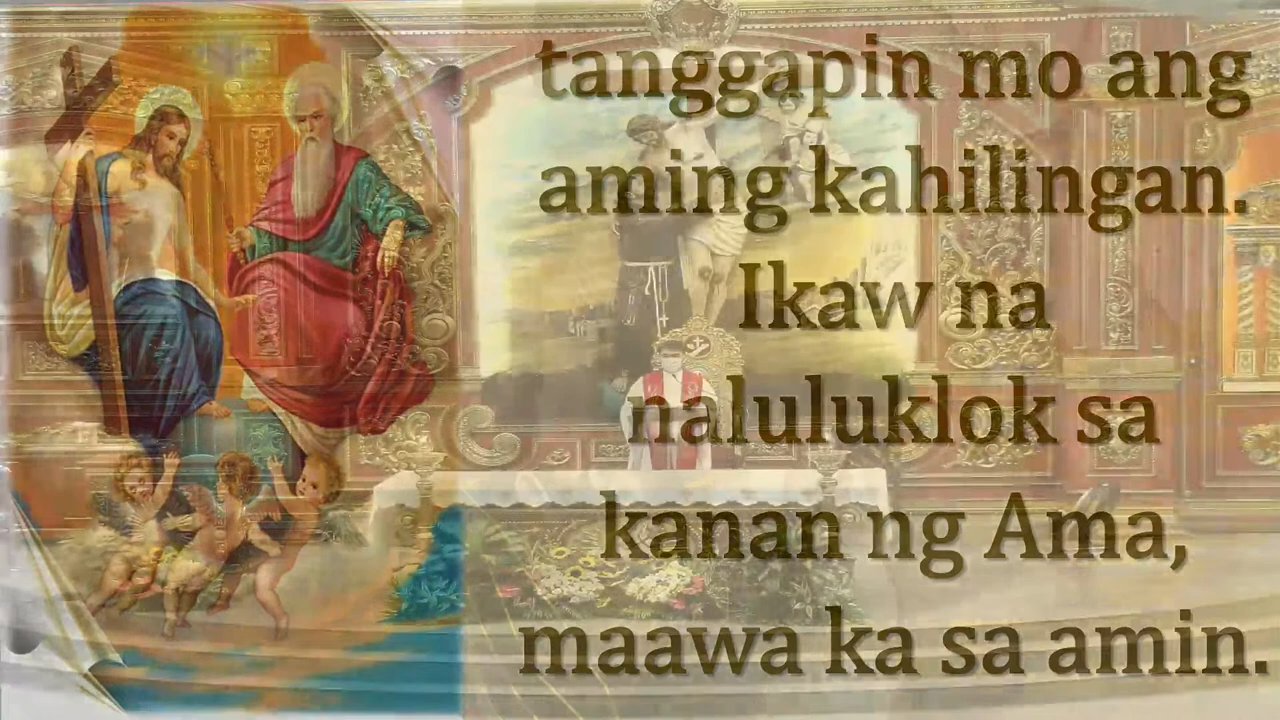 tanggapin mo ang
aming kahilingan.
Ikaw na
naluluklok sa
kanan ng Ama,
maawa ka sa amin.